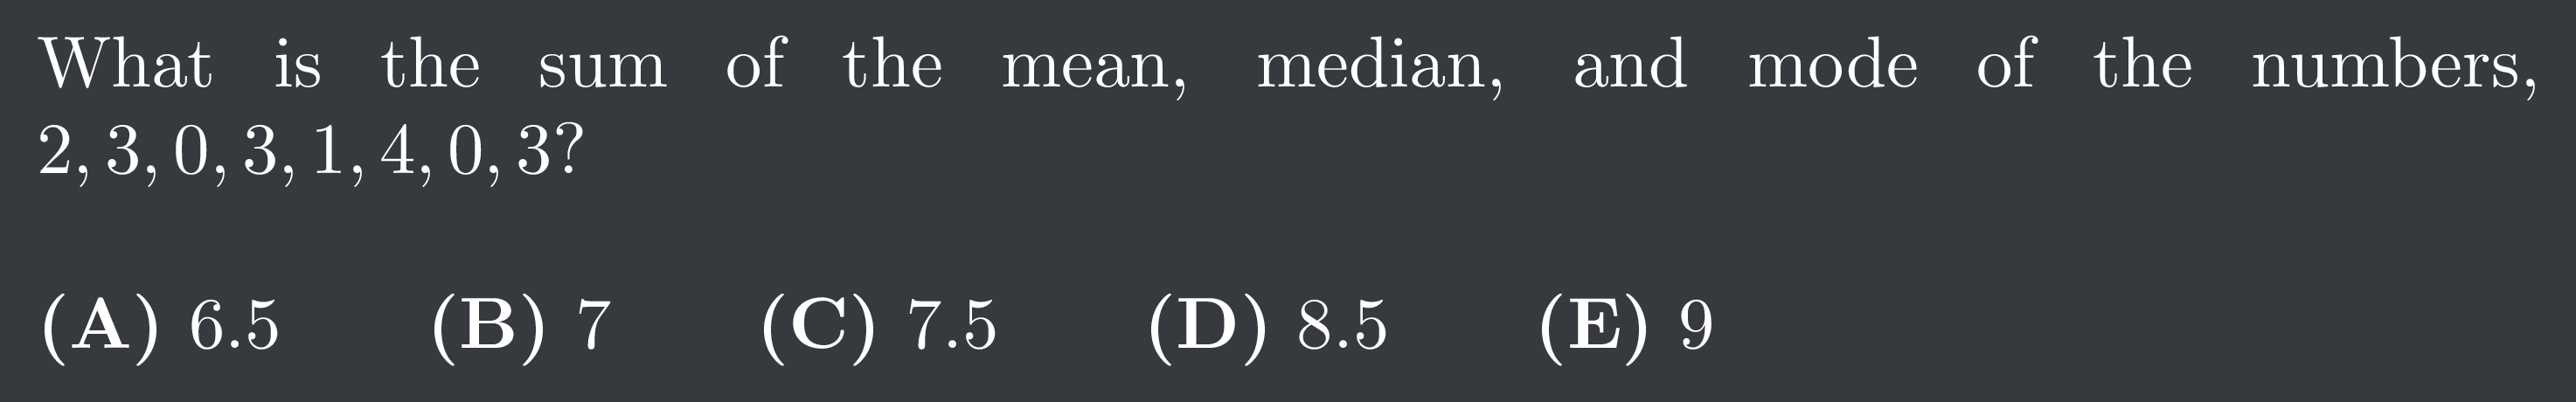 What is the sum of the mean, median, and mode of the numbers,
2, 3, 0, 3, 1, 4, 0, 3?
(A) 6.5 (B) 7 (C) 7.5 (D) 8.5 (E) 9